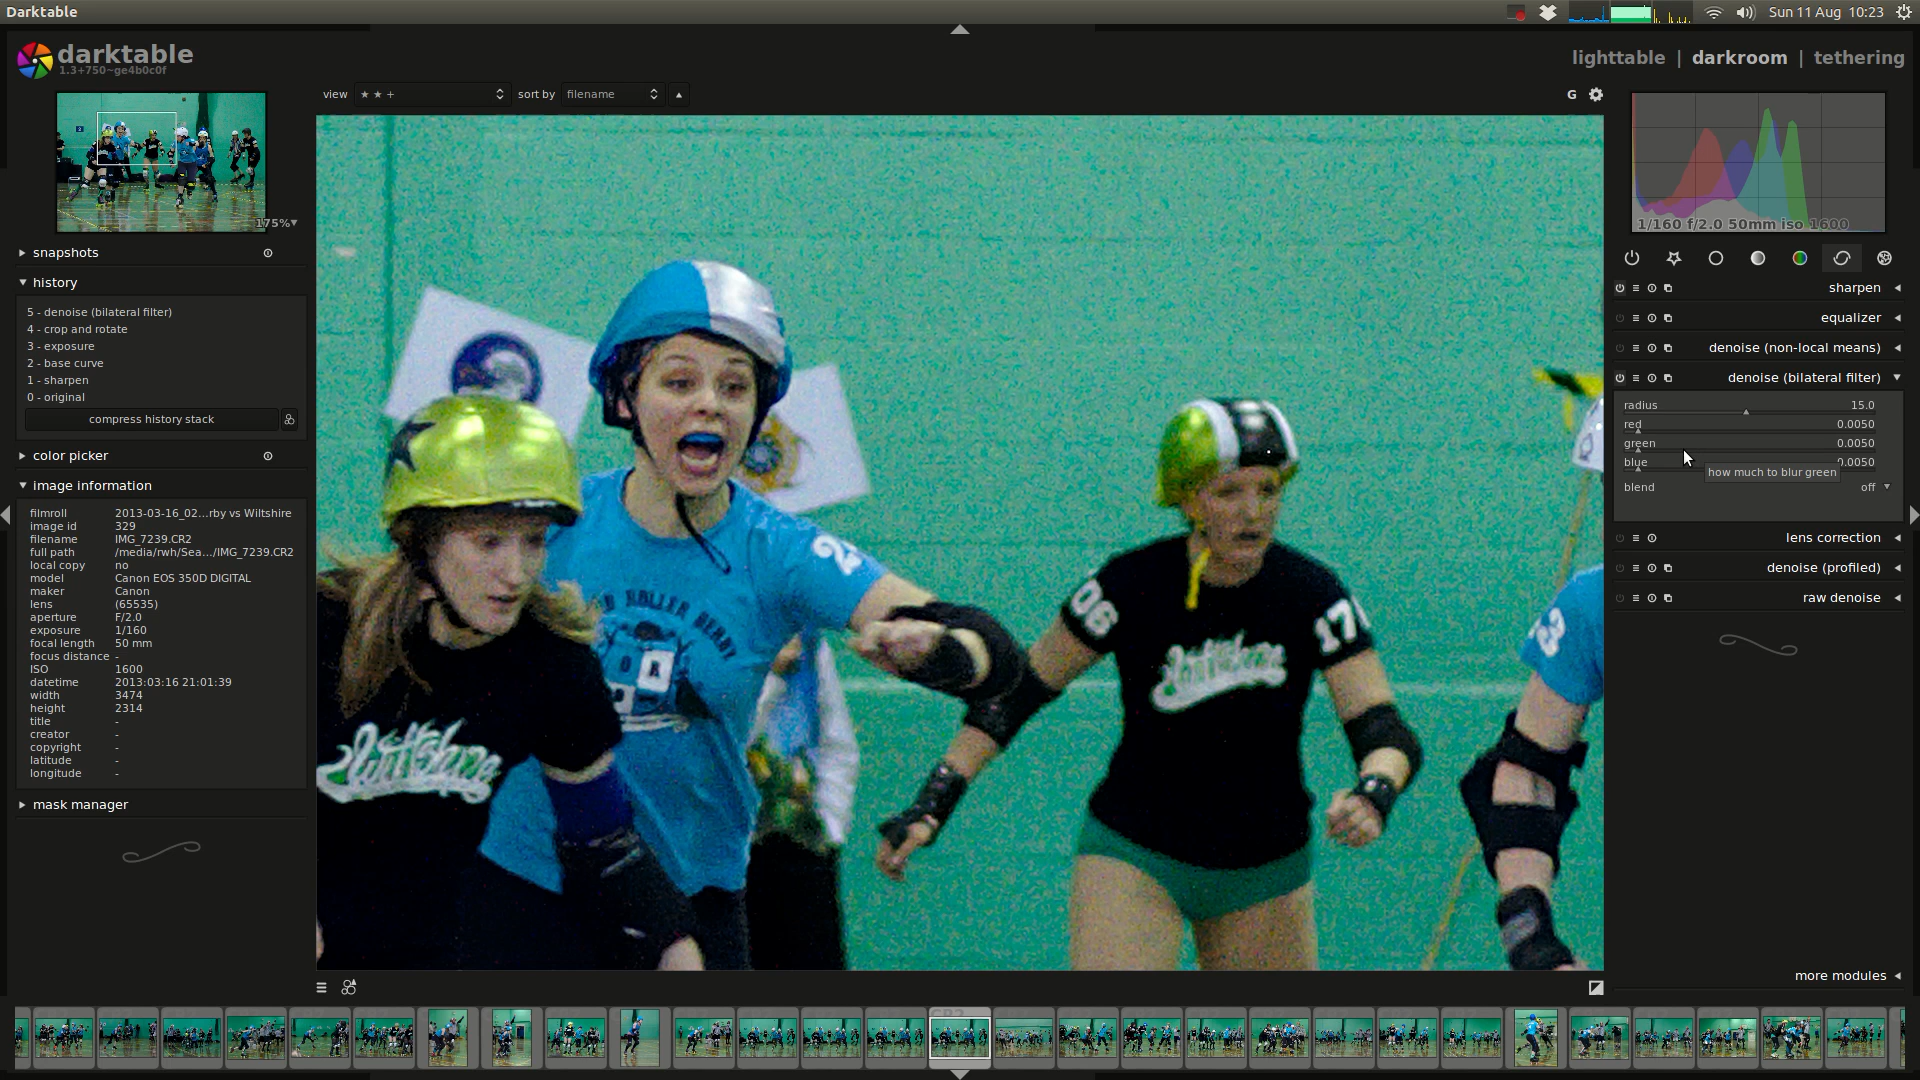 Darktable
Sun 11 Aug 10:23
darktable
1.3+750~ge4b0c0f
lighttable | darkroom | tethering
view ★ ★ + sort by filename
G
175%
1/160 f/2.0 50mm iso 1600
snapshots
history
5 - denoise (bilateral filter)
4 - crop and rotate
3 - exposure
2 - base curve
1 - sharpen
0 - original
compress history stack
color picker
image information
filmroll 2013-03-16_02...rby vs Wiltshire
image id 329
filename IMG_7239.CR2
full path /media/rwh/Sea.../IMG_7239.CR2
local copy no
model Canon EOS 350D DIGITAL
maker Canon
lens (65535)
aperture F/2.0
exposure 1/160
focal length 50 mm
focus distance -
ISO 1600
datetime 2013:03:16 21:01:39
width 3474
height 2314
title -
creator -
copyright -
latitude -
longitude -
mask manager
sharpen
equalizer
denoise (non-local means)
denoise (bilateral filter)
radius 15.0
red 0.0050
green 0.0050
blue 0.0050
how much to blur green
blend off
lens correction
denoise (profiled)
raw denoise
more modules
ROLLER DERBY
06
Wiltshire